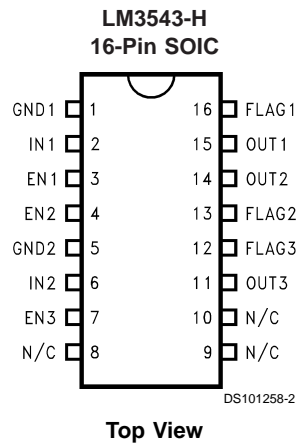 LM3543-H
16-Pin SOIC
GND1 1 16 FLAG1
IN1 2 15 OUT1
EN1 3 14 OUT2
EN2 4 13 FLAG2
GND2 5 12 FLAG3
IN2 6 11 OUT3
EN3 7 10 N/C
N/C 8 9 N/C
DS101258-2
Top View